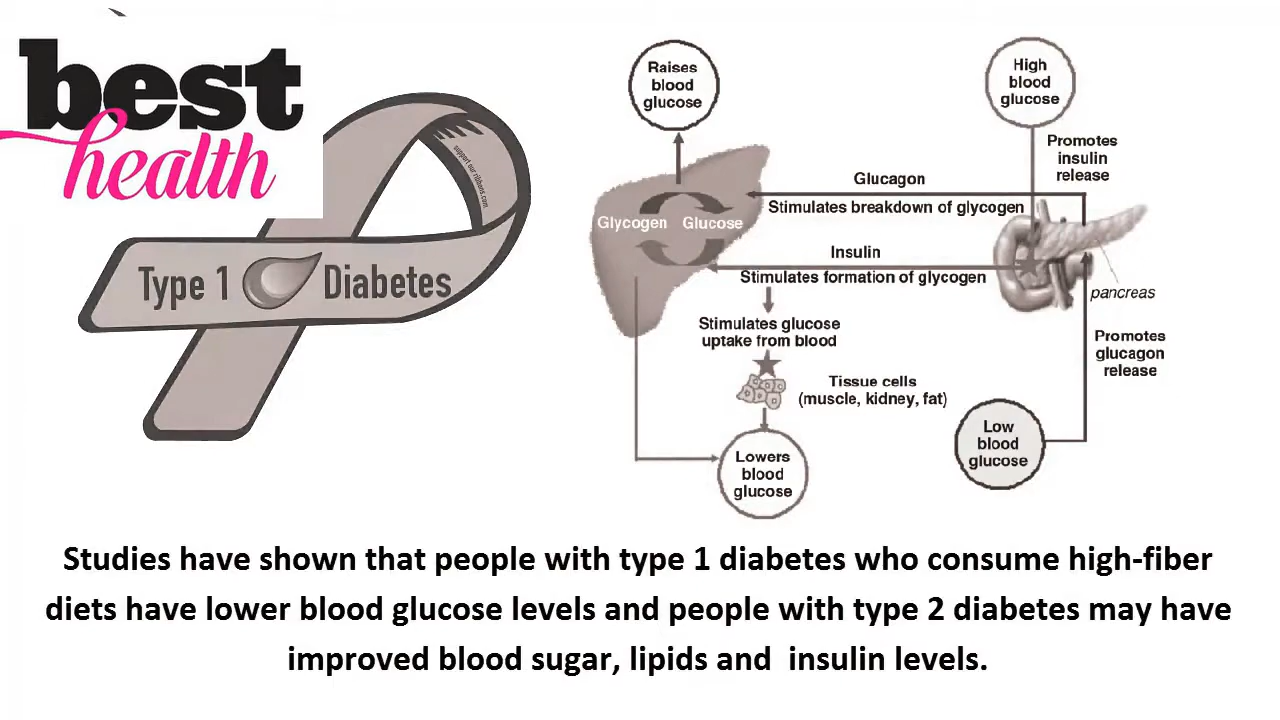 best
health
support our ribbons.com
Type 1 Diabetes
Raises
blood
glucose
High
blood
glucose
Promotes
insulin
release
Glucagon
Stimulates breakdown of glycogen
Glycogen Glucose
Insulin
Stimulates formation of glycogen
pancreas
Stimulates glucose
uptake from blood
Promotes
glucagon
release
Tissue cells
(muscle, kidney, fat)
Low
blood
glucose
Lowers
blood
glucose
Studies have shown that people with type 1 diabetes who consume high-fiber
diets have lower blood glucose levels and people with type 2 diabetes may have
improved blood sugar, lipids and  insulin levels.